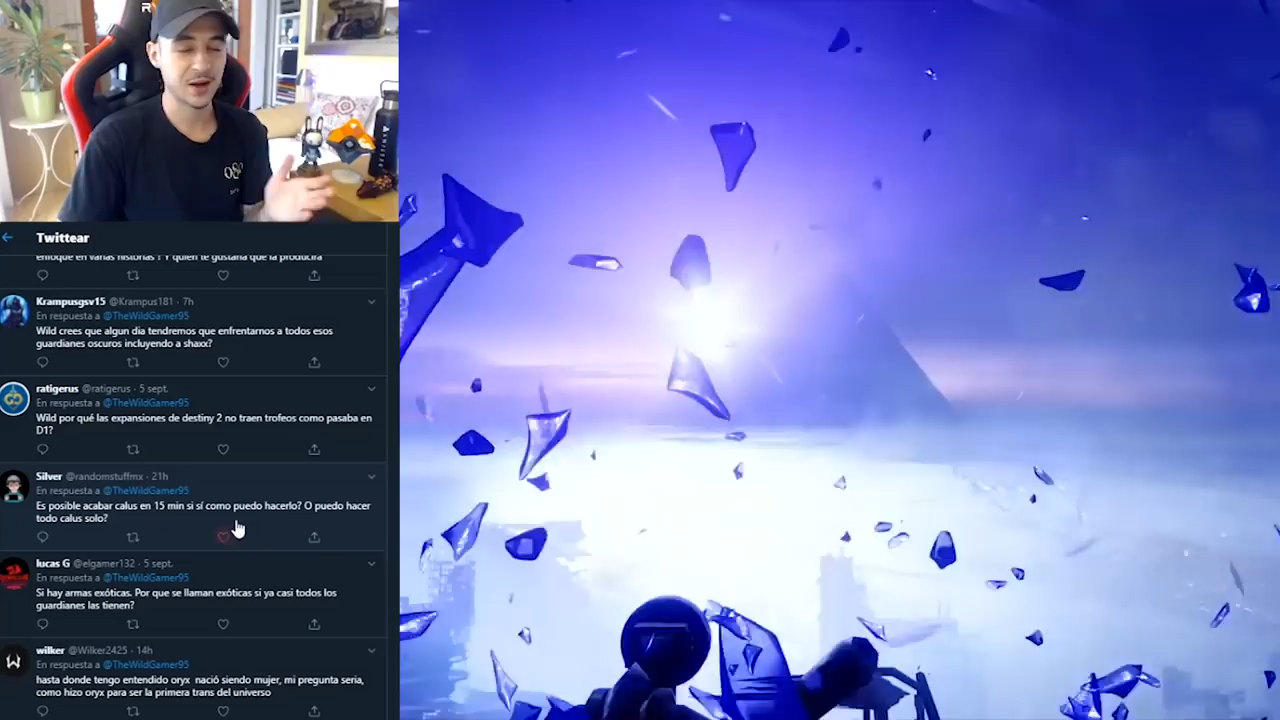 Twittear
enfoque en varias historias ? Y quien te gustaria que la produciria
Krampusgsv15 @Krampus181 · 7h
En respuesta a @TheWildGamer95
Wild crees que algun dia tendremos que enfrentarnos a todos esos
guardianes oscuros incluyendo a shaxx?
ratigerus @ratigerus · 5 sept.
En respuesta a @TheWildGamer95
Wild por qué las expansiones de destiny 2 no traen trofeos como pasaba en
D1?
Silver @randomstuffmx · 21h
En respuesta a @TheWildGamer95
Es posible acabar calus en 15 min si sí como puedo hacerlo? O puedo hacer
todo calus solo?
lucas G @elgamer132 · 5 sept.
En respuesta a @TheWildGamer95
Si hay armas exóticas. Por que se llaman exóticas si ya casi todos los
guardianes las tienen?
wilker @Wilker2425 · 14h
En respuesta a @TheWildGamer95
hasta donde tengo entendido oryx nació siendo mujer, mi pregunta seria,
como hizo oryx para ser la primera trans del universo